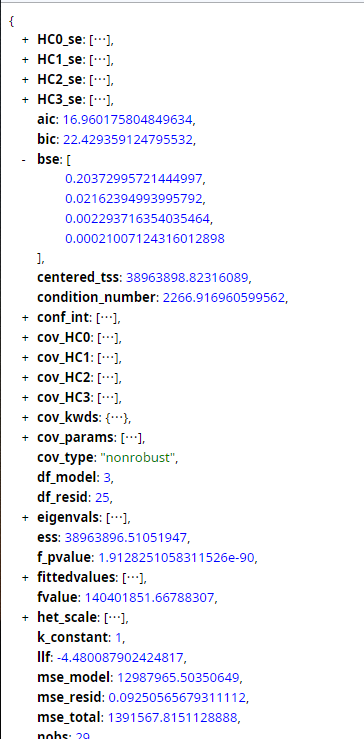 {
+ HC0_se: [···],
+ HC1_se: [···],
+ HC2_se: [···],
+ HC3_se: [···],
aic: 16.960175804849634,
bic: 22.429359124795532,
- bse: [
0.20372995721444997,
0.02162394993995792,
0.002293716354035464,
0.00021007124316012898
],
centered_tss: 38963898.82316089,
condition_number: 2266.916960599562,
+ conf_int: [···],
+ cov_HC0: [···],
+ cov_HC1: [···],
+ cov_HC2: [···],
+ cov_HC3: [···],
+ cov_kwds: {···},
+ cov_params: [···],
cov_type: "nonrobust",
df_model: 3,
df_resid: 25,
+ eigenvals: [···],
ess: 38963896.51051947,
f_pvalue: 1.9128251058311526e-90,
+ fittedvalues: [···],
fvalue: 140401851.66788307,
+ het_scale: [···],
k_constant: 1,
llf: -4.480087902424817,
mse_model: 12987965.50350649,
mse_resid: 0.09250565679311112,
mse_total: 1391567.8151128888,
nobs: 29